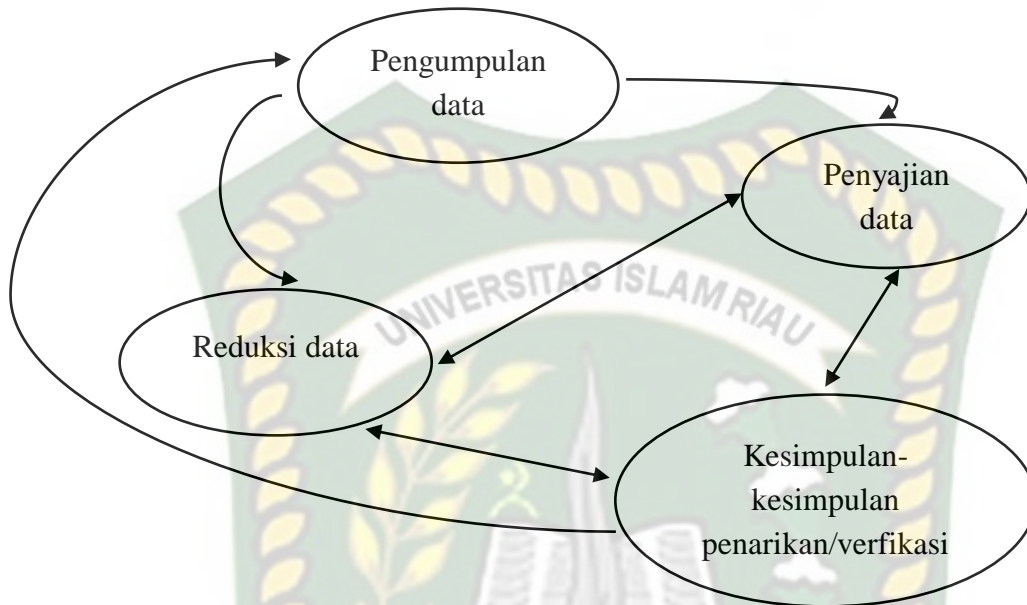 Pengumpulan
data
Penyajian
data
UNIVERSITAS ISLAM RIAU
Reduksi data
Kesimpulan-
kesimpulan
penarikan/verfikasi